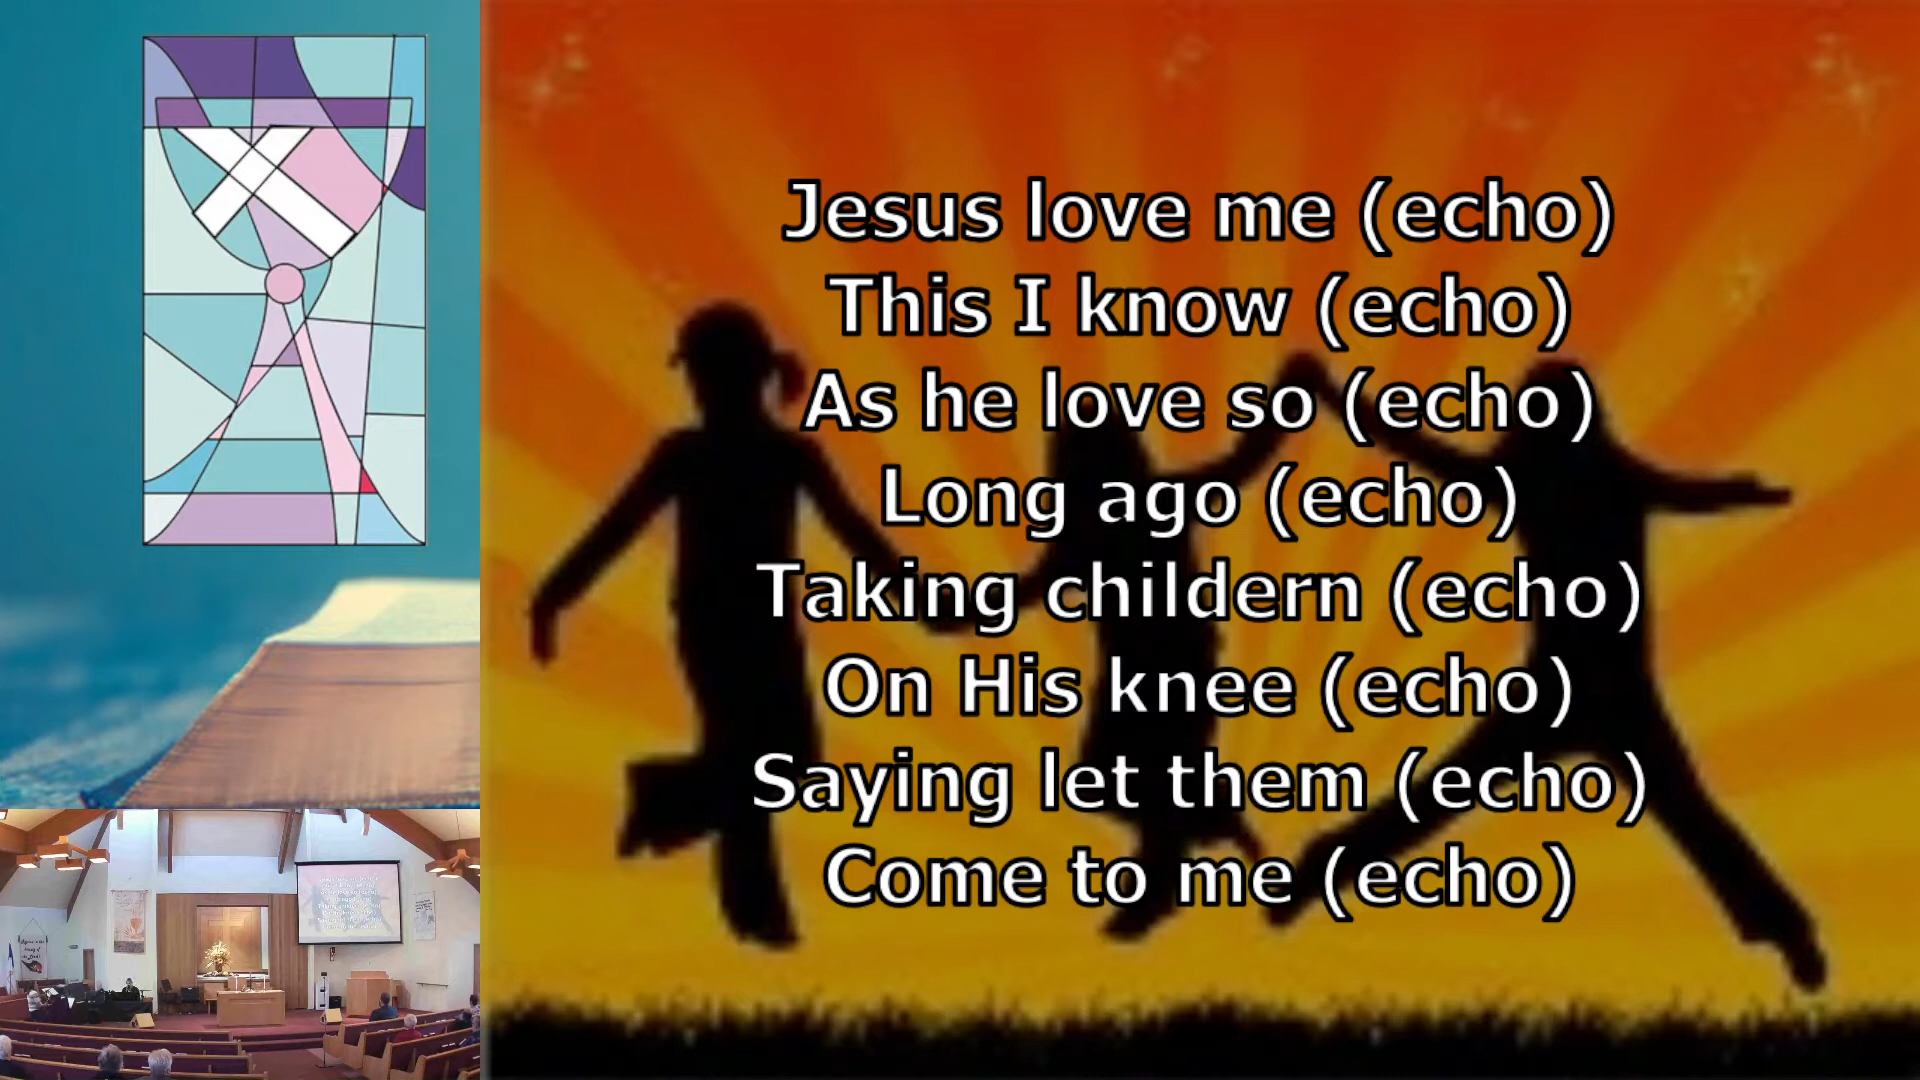 Jesus love me (echo)
This I know (echo)
As he love so (echo)
Long ago (echo)
Taking childern (echo)
On His knee (echo)
Saying let them (echo)
Come to me (echo)